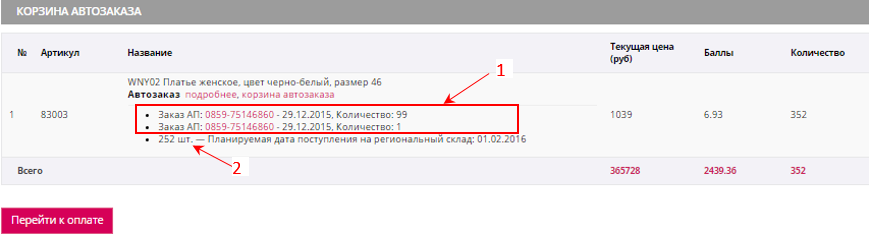 КОРЗИНА АВТОЗАКАЗА
1
№ Артикул Название Текущая цена (руб) Баллы Количество
WNY02 Платье женское, цвет черно-белый, размер 46
Автозаказ подробнее, корзина автозаказа
1 83003 1039 6.93 352
• Заказ АП: 0859-75146860 - 29.12.2015, Количество: 99
• Заказ АП: 0859-75146860 - 29.12.2015, Количество: 1
• 252 шт. — Планируемая дата поступления на региональный склад: 01.02.2016
2
Всего 365728 2439.36 352
Перейти к оплате